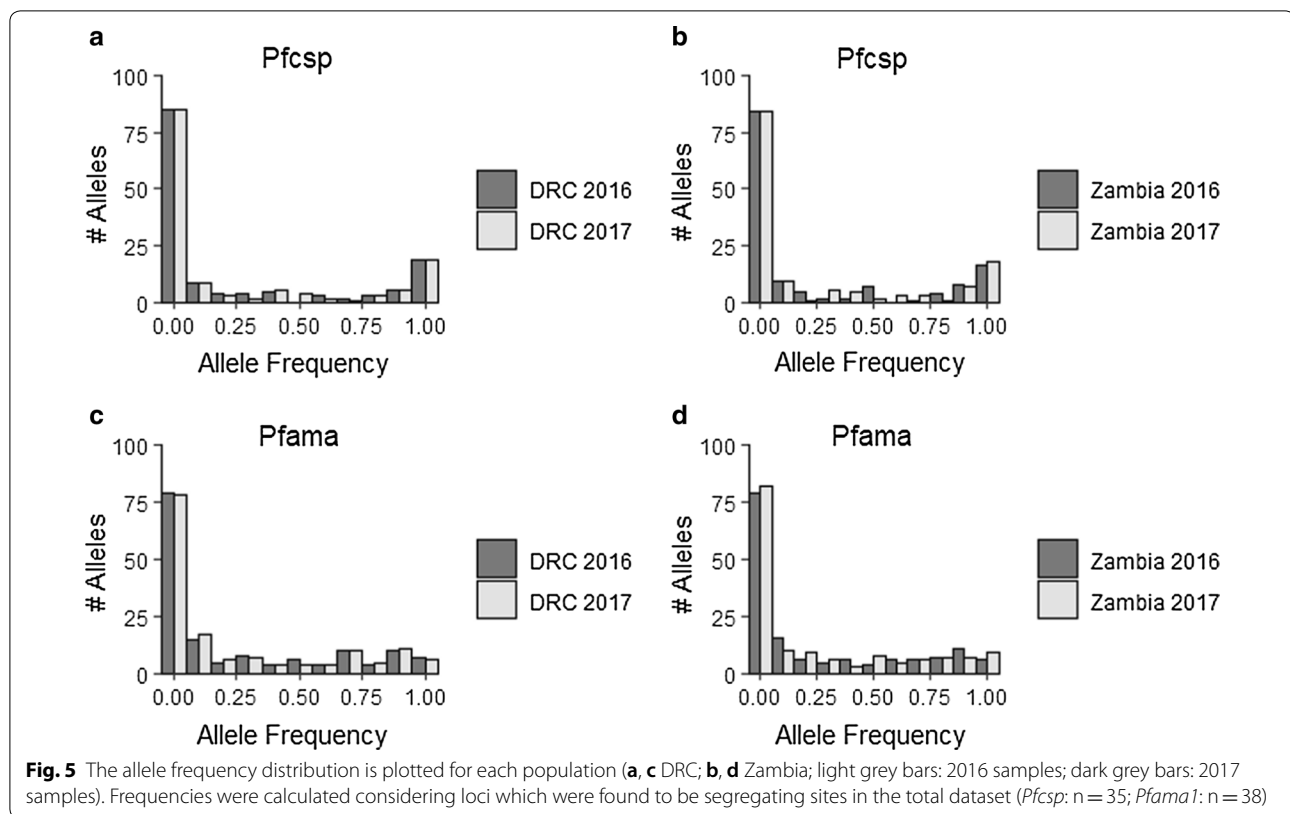 a
Pfcsp
100
75
50
25
0
# Alleles
0.00 0.25 0.50 0.75 1.00
Allele Frequency
DRC 2016
DRC 2017
b
Pfcsp
100
75
50
25
0
# Alleles
0.00 0.25 0.50 0.75 1.00
Allele Frequency
Zambia 2016
Zambia 2017
c
Pfama
100
75
50
25
0
# Alleles
0.00 0.25 0.50 0.75 1.00
Allele Frequency
DRC 2016
DRC 2017
d
Pfama
100
75
50
25
0
# Alleles
0.00 0.25 0.50 0.75 1.00
Allele Frequency
Zambia 2016
Zambia 2017
Fig. 5 The allele frequency distribution is plotted for each population (a, c DRC; b, d Zambia; light grey bars: 2016 samples; dark grey bars: 2017
samples). Frequencies were calculated considering loci which were found to be segregating sites in the total dataset (Pfcsp: n = 35; Pfama1: n = 38)